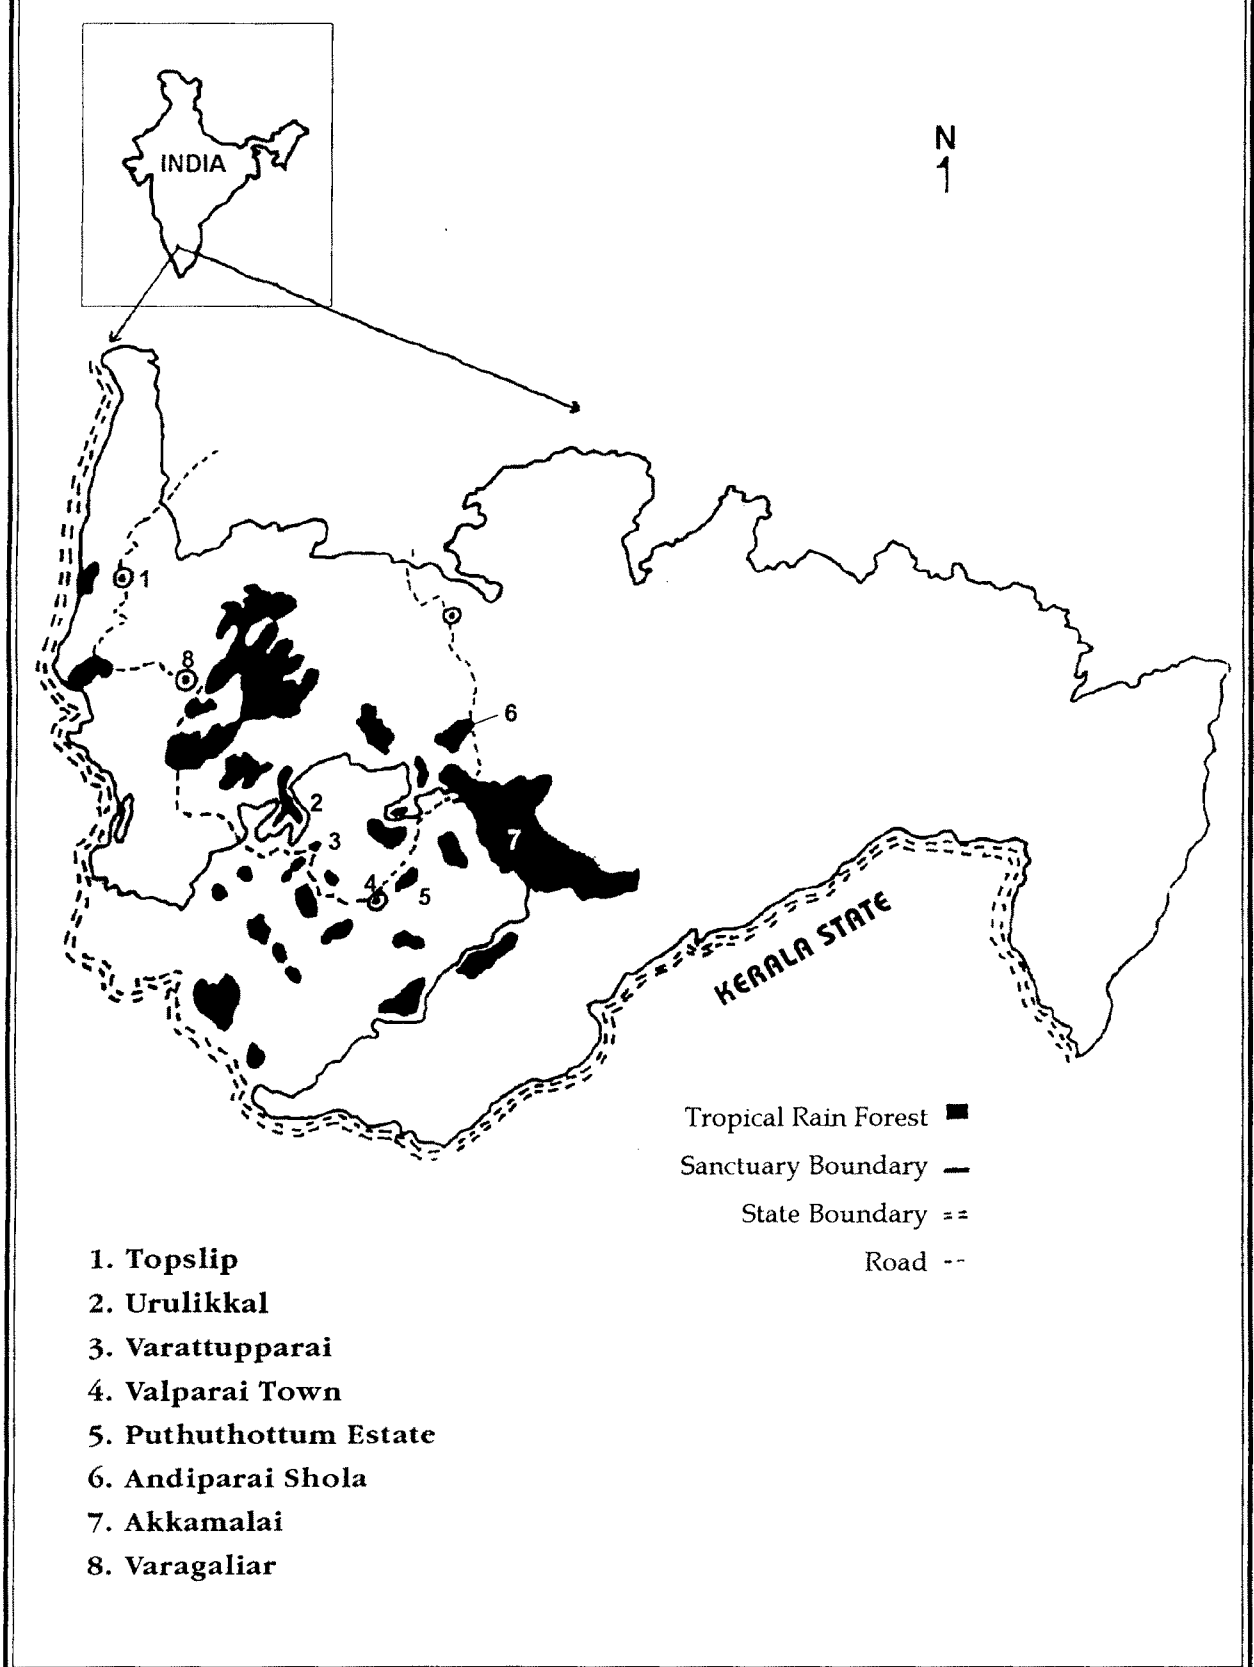 INDIA
N
1
8
6
2
7
3
4
5
KERALA STATE
Tropical Rain Forest
Sanctuary Boundary
State Boundary
Road
1. Topslip
2. Urulikkal
3. Varattupparai
4. Valparai Town
5. Puthuthottum Estate
6. Andiparai Shola
7. Akkamalai
8. Varagaliar